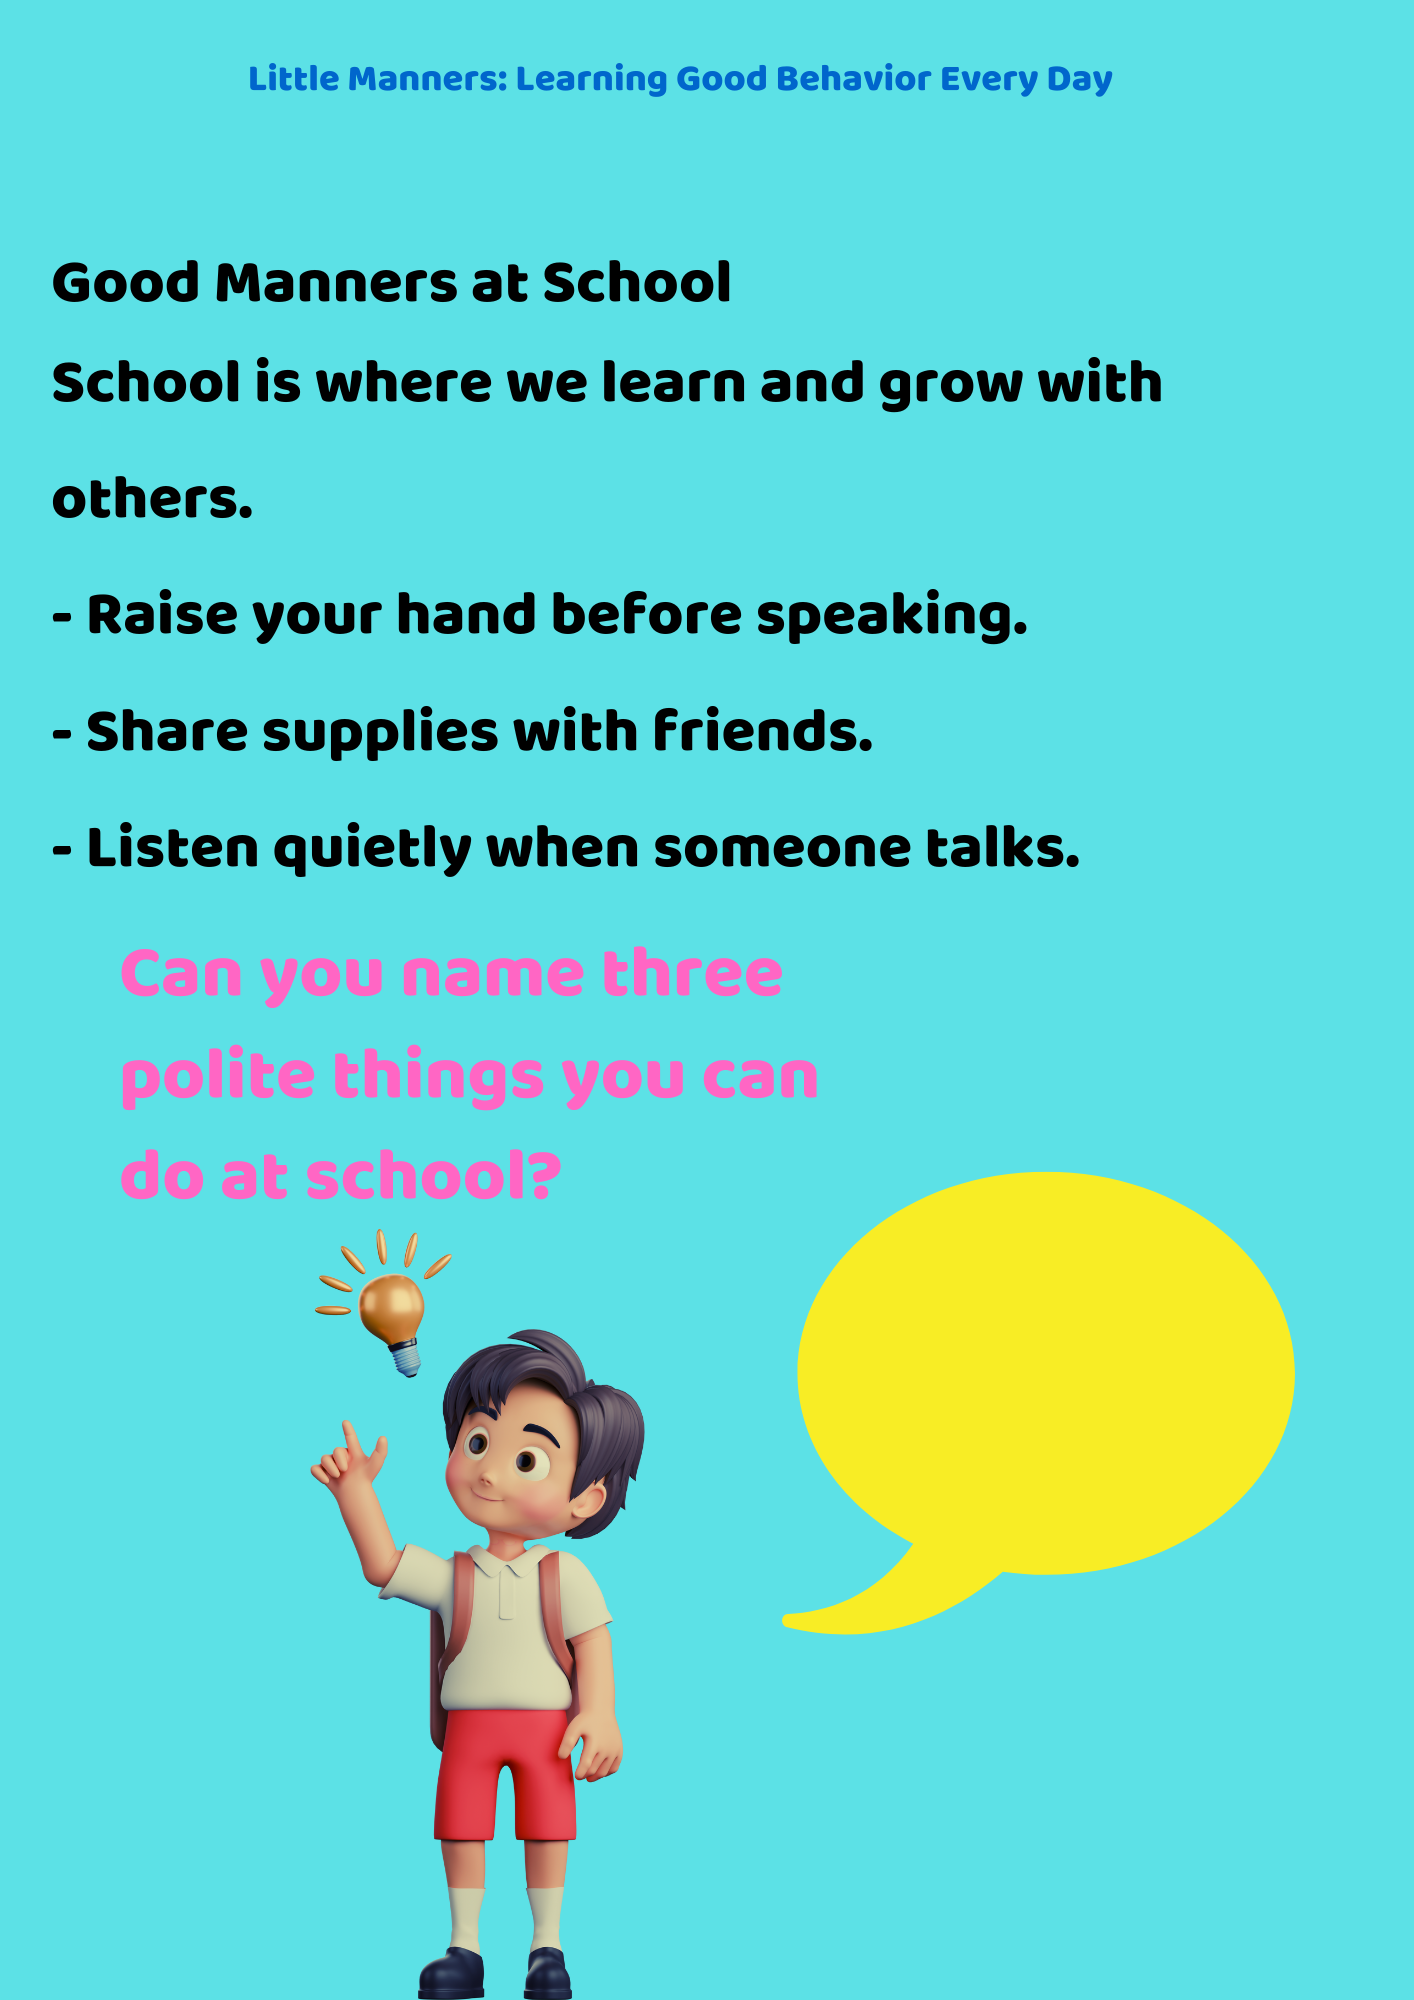 Little Manners: Learning Good Behavior Every Day
Good Manners at School
School is where we learn and grow with
others.
- Raise your hand before speaking.
- Share supplies with friends.
- Listen quietly when someone talks.
Can you name three
polite things you can
do at school?